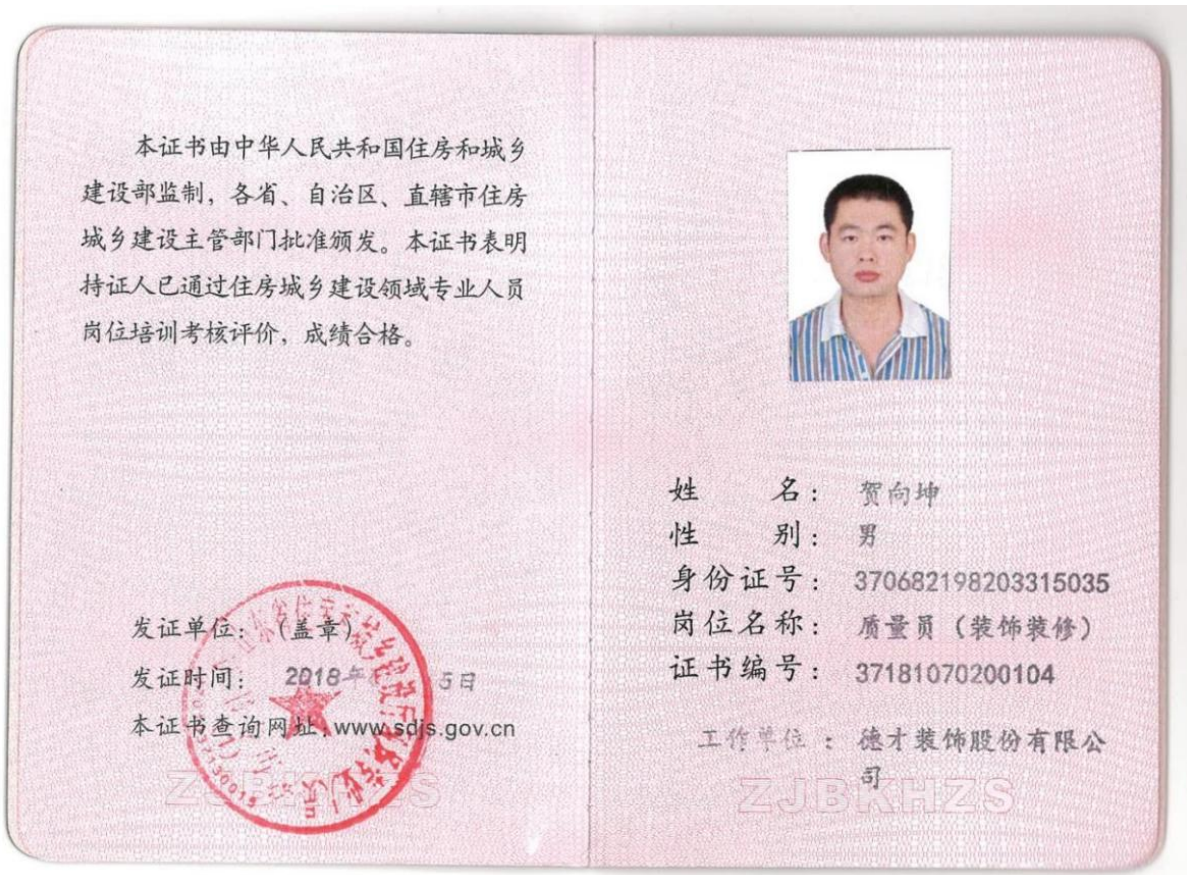 本证书由中华人民共和国住房和城乡
建设部监制，各省、自治区、直辖市住房
城乡建设主管部门批准颁发。本证书表明
持证人已通过住房城乡建设领域专业人员
岗位培训考核评价，成绩合格。
发证单位：（盖章）
发证时间： 2018年 5日
本证书查询网址：www.sdjs.gov.cn
ZJBKHZS
姓 名： 贺向坤
性 别： 男
身份证号： 370682198203315035
岗位名称： 质量员（装饰装修）
证书编号： 37181070200104
工作单位： 德才装饰股份有限公
司
ZJBKHZS